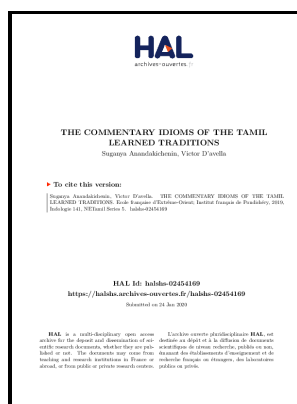 HAL
archives-ouvertes.fr
THE COMMENTARY IDIOMS OF THE TAMIL
LEARNED TRADITIONS
Suganya Anandakichenin, Victor D'avella
To cite this version:
Suganya Anandakichenin, Victor D'avella. THE COMMENTARY IDIOMS OF THE TAMIL
LEARNED TRADITIONS. Ecole française d'Extrême-Orient; Institut français de Pondichéry, 2019,
Indologie 141, NETamil Series 5. halshs-02454169
HAL Id: halshs-02454169
https://halshs.archives-ouvertes.fr/halshs-02454169
Submitted on 24 Jan 2020
HAL is a multi-disciplinary open access
archive for the deposit and dissemination of sci-
entific research documents, whether they are pub-
lished or not. The documents may come from
teaching and research institutions in France or
abroad, or from public or private research centers.
L'archive ouverte pluridisciplinaire HAL, est
destinée au dépôt et à la diffusion de documents
scientifiques de niveau recherche, publiés ou non,
émanant des établissements d'enseignement et de
recherche français ou étrangers, des laboratoires
publics ou privés.